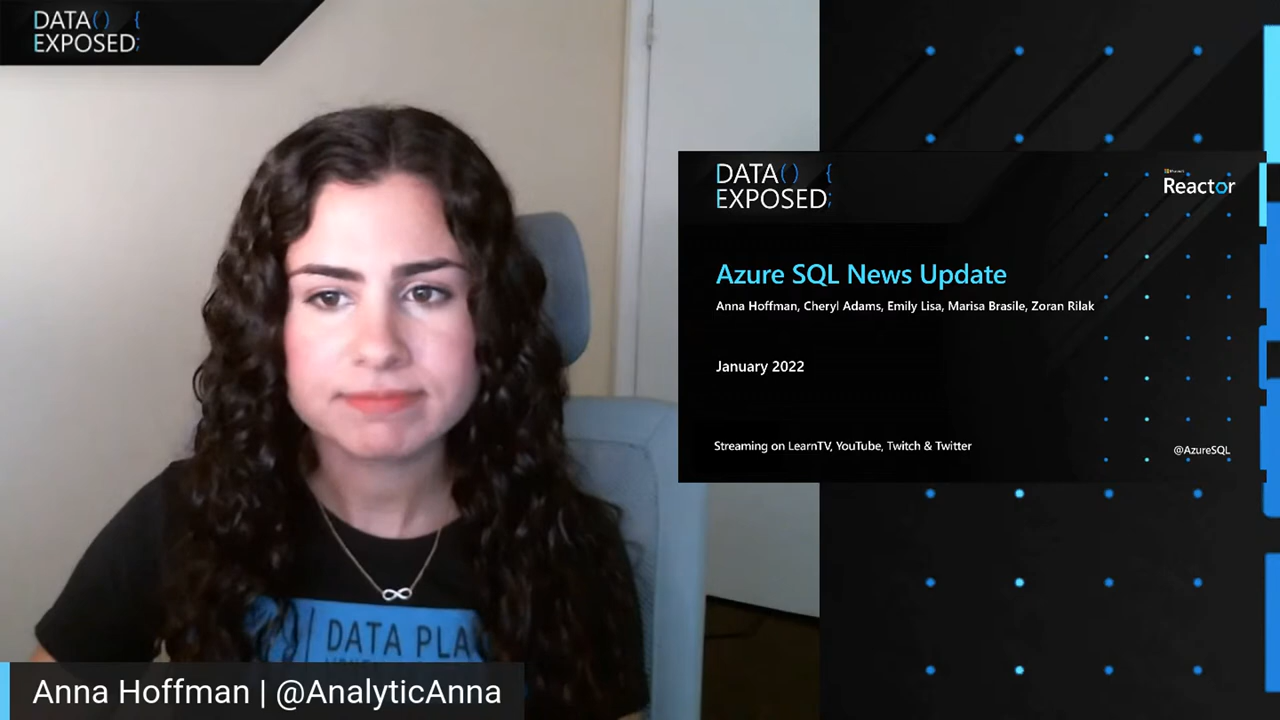 DATA() {
EXPOSED;
DATA() {
EXPOSED;
Microsoft
Reactor
Azure SQL News Update
Anna Hoffman, Cheryl Adams, Emily Lisa, Marisa Brasile, Zoran Rilak
January 2022
Streaming on LearnTV, YouTube, Twitch & Twitter
@AzureSQL
DATA PLA
Anna Hoffman | @AnalyticAnna